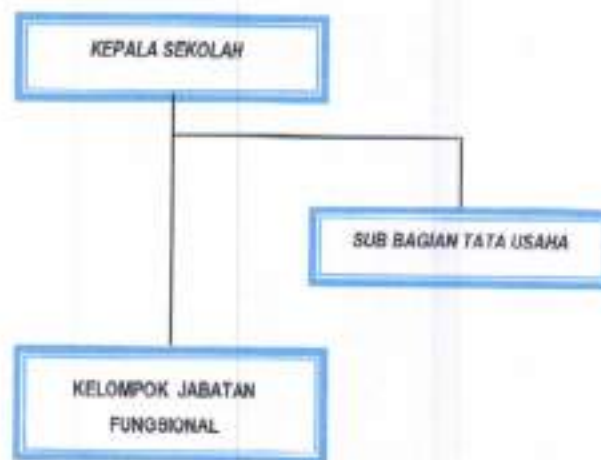 KEPALA SEKOLAH
SUB BAGIAN TATA USAHA
KELOMPOK JABATAN
FUNGSIONAL